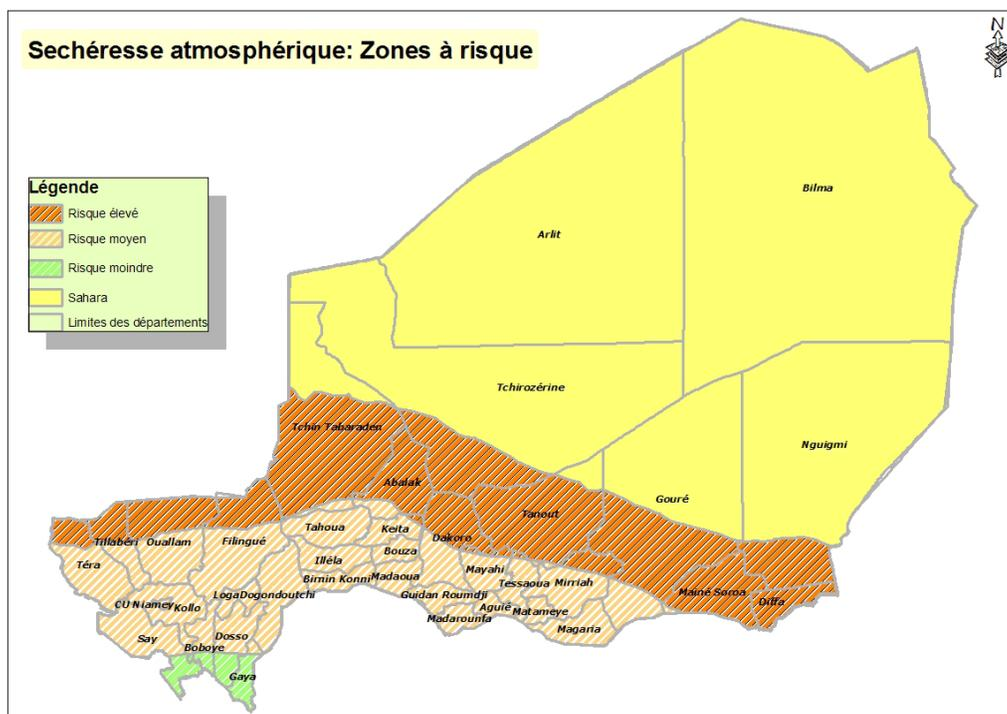 Sechéresse atmosphérique: Zones à risque
N
Légende
Risque élevé
Risque moyen
Risque moindre
Sahara
Limites des départements
Bilma
Arlit
Tchirozérine
Nguigmi
Tchin Tabaraden
Abalak
Gouré
Tanout
Tahoua
Keita
Dakoro
Tillabéri
Ouallam
Filingué
Bouza
Téra
Illéla
Mayahi
Birnin Konni
Madaoua
Tessaoua
Mirriah
Mainé Soroa
Diffa
Loga
Dogondoutchi
Guidan Roumdji
CU Niamey
Kollo
Aguié
Matameye
Madarounfa
Magaria
Say
Dosso
Boboye
Gaya